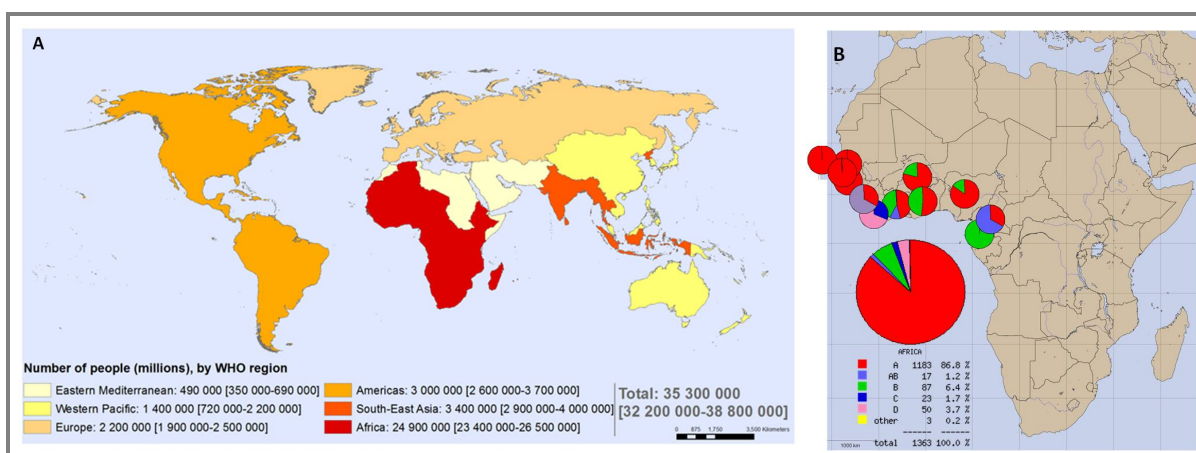 A
Number of people (millions), by WHO region
Eastern Mediterranean: 490 000 [350 000-690 000]
Western Pacific: 1 400 000 [720 000-2 200 000]
Europe: 2 200 000 [1 900 000-2 500 000]
Americas: 3 000 000 [2 600 000-3 700 000]
South-East Asia: 3 400 000 [2 900 000-4 000 000]
Africa: 24 900 000 [23 400 000-26 500 000]
Total: 35 300 000
[32 200 000-38 800 000]
0 875 1,750 3,500 Kilometers
B
AFRICA
A 1183 86.8 %
AB 17 1.2 %
B 87 6.4 %
C 23 1.7 %
D 50 3.7 %
other 3 0.2 %
------ ------
total 1363 100.0 %
1000 km